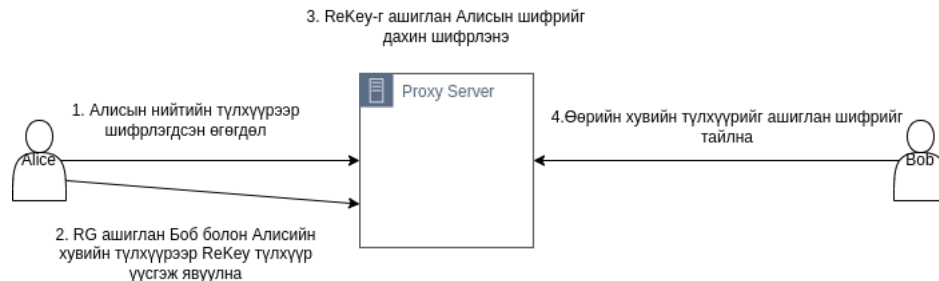 3. ReKey-г ашиглан Алисын шифрийг
дахин шифрлэнэ
Proxy Server
1. Алисын нийтийн түлхүүрээр
шифрлэгдсэн өгөгдөл
4.Өөрийн хувийн түлхүүрийг ашиглан шифрийг
тайлна
Alice
Bob
2. RG ашиглан Боб болон Алисийн
хувийн түлхүүрээр ReKey түлхүүр
үүсгэж явуулна